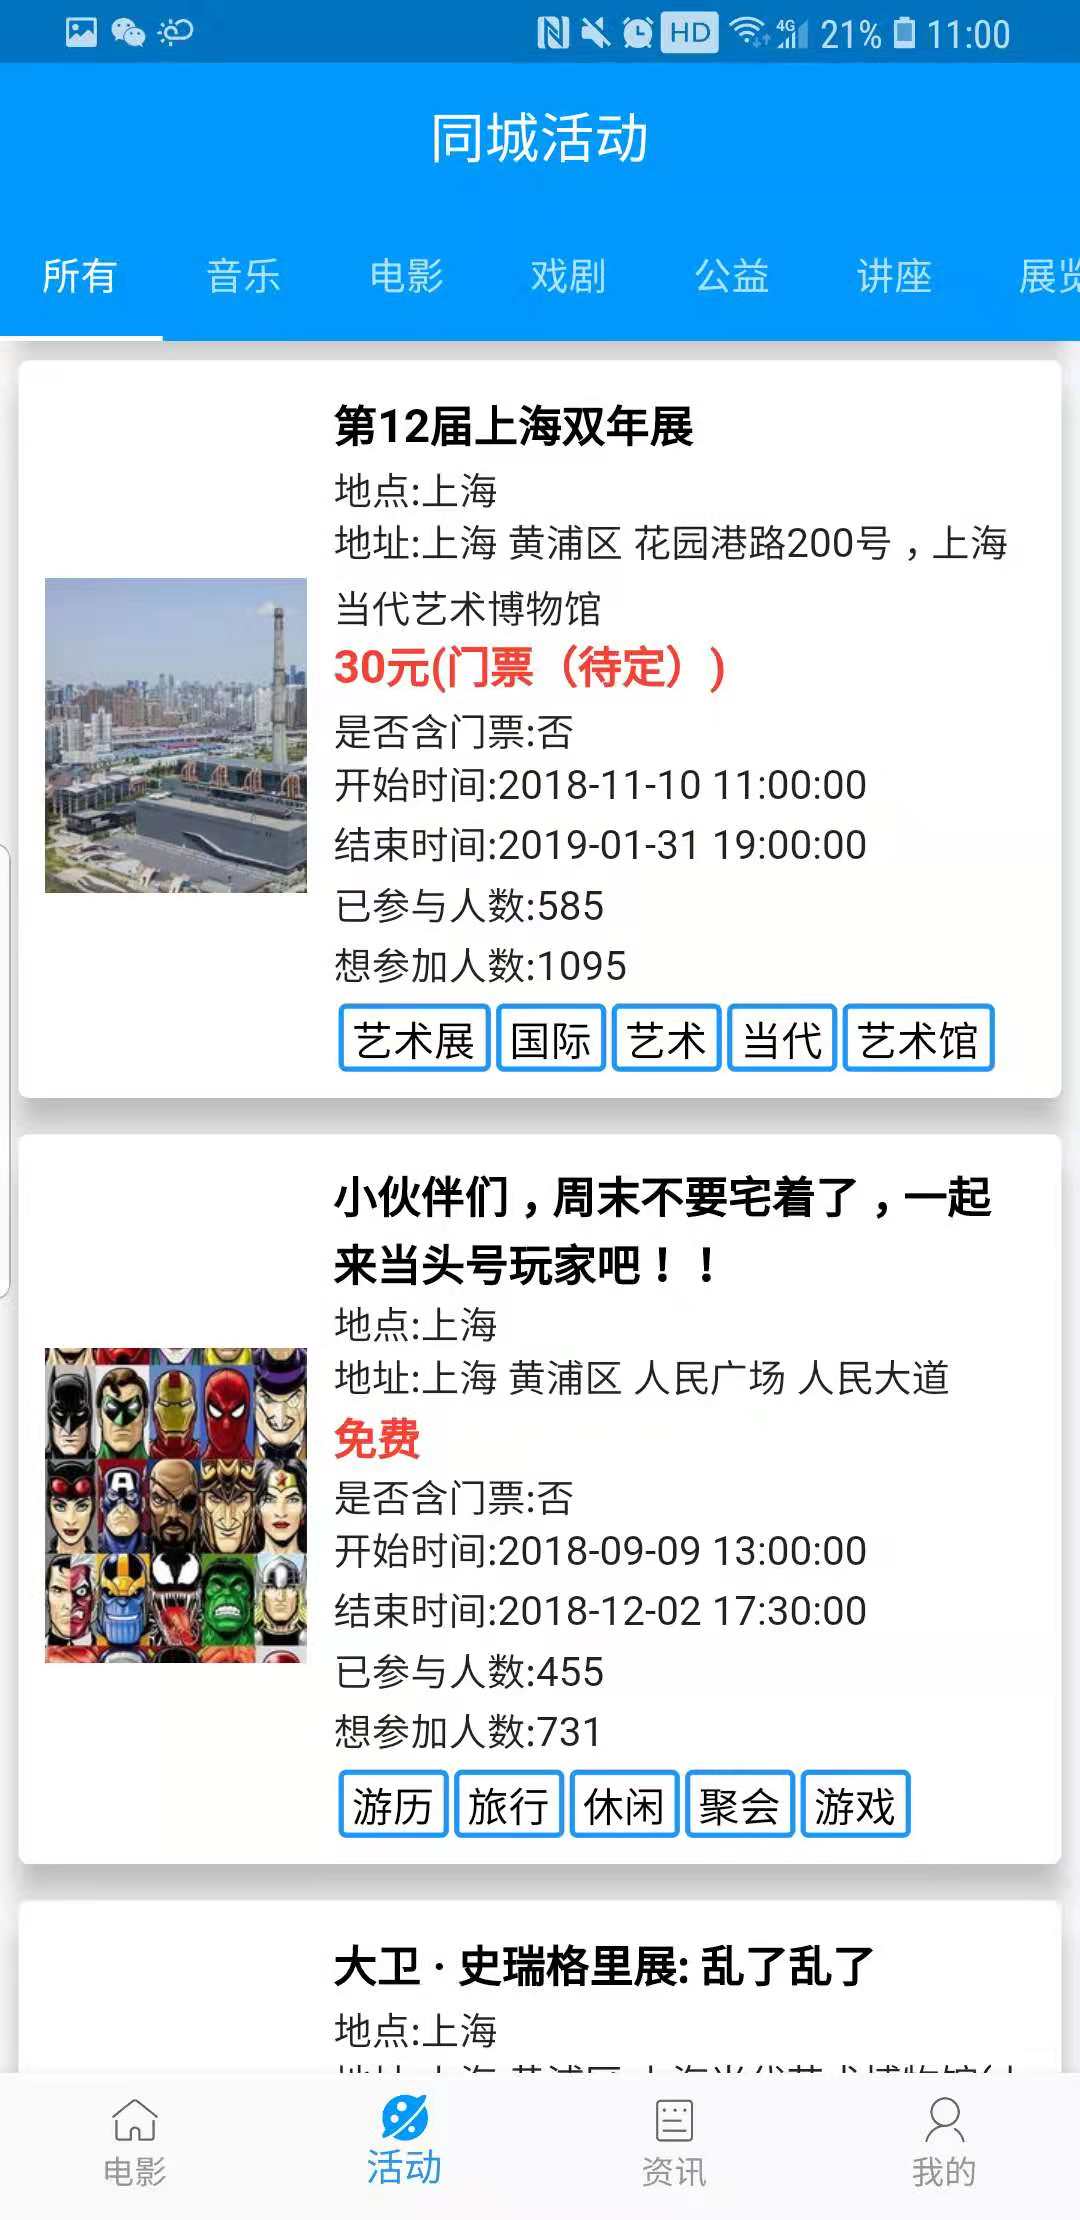 HD 4G 21% 11:00
同城活动
所有 音乐 电影 戏剧 公益 讲座 展览
第12届上海双年展
地点:上海
地址:上海 黄浦区 花园港路200号，上海
当代艺术博物馆
30元(门票（待定）)
是否含门票:否
开始时间:2018-11-10 11:00:00
结束时间:2019-01-31 19:00:00
已参与人数:585
想参加人数:1095
艺术展 国际 艺术 当代 艺术馆
小伙伴们，周末不要宅着了，一起
来当头号玩家吧！！
地点:上海
地址:上海 黄浦区 人民广场 人民大道
免费
是否含门票:否
开始时间:2018-09-09 13:00:00
结束时间:2018-12-02 17:30:00
已参与人数:455
想参加人数:731
游历 旅行 休闲 聚会 游戏
大卫 · 史瑞格里展: 乱了乱了
地点:上海
电影 活动 资讯 我的